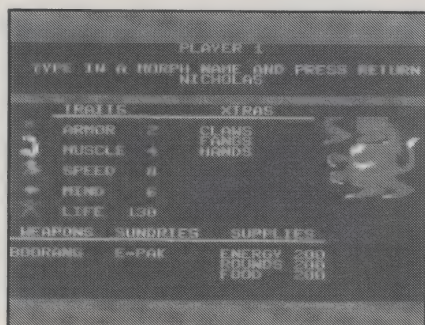 PLAYER 1
TYPE IN A MORPH NAME AND PRESS RETURN
NICHOLAS
TRAITS XTRAS
ARMOR 2 CLAWS
MUSCLE 4 FANGS
SPEED 8 HANDS
MIND 6
LIFE 130
WEAPONS SUNDRIES SUPPLIES
BOORANG E-PAK ENERGY 200
ROUNDS 200
FOOD 200